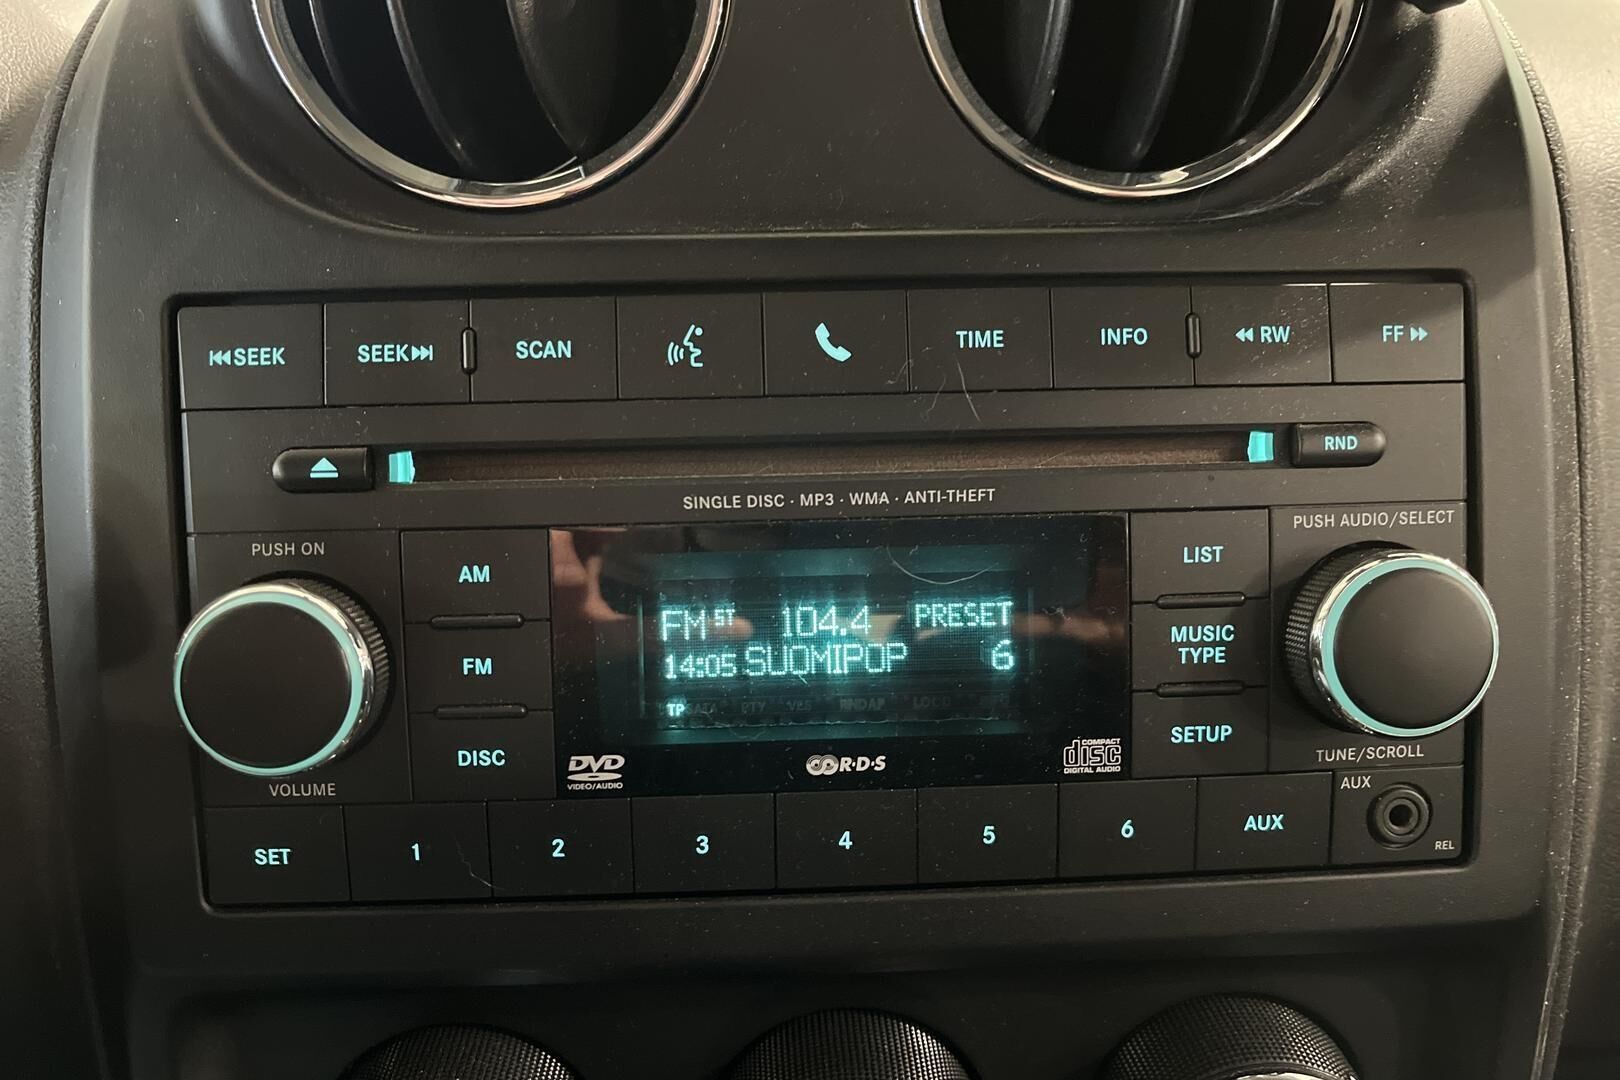 SEEK SEEK SCAN TIME INFO RW FF
RND
SINGLE DISC · MP3 · WMA · ANTI-THEFT
PUSH ON
PUSH AUDIO/SELECT
AM
LIST
FM ST 104.4 PRESET
14:05 SUOMIPOP 6
FM
MUSIC
TYPE
TP
DISC
SETUP
DVD
VIDEO/AUDIO
R·D·S
COMPACT
disc
DIGITAL AUDIO
VOLUME
TUNE/SCROLL
SET 1 2 3 4 5 6 AUX
AUX
REL